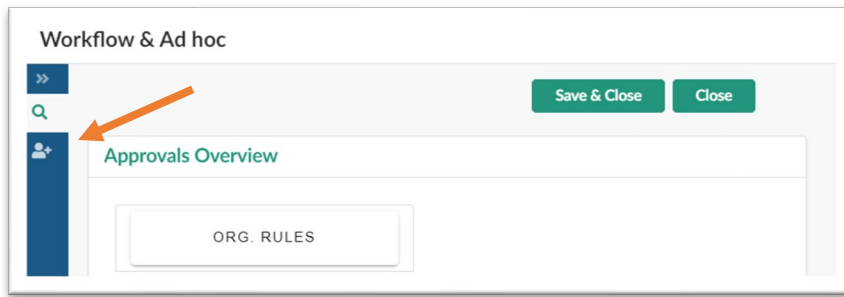 Workflow & Ad hoc
Save & Close
Close
Approvals Overview
ORG. RULES